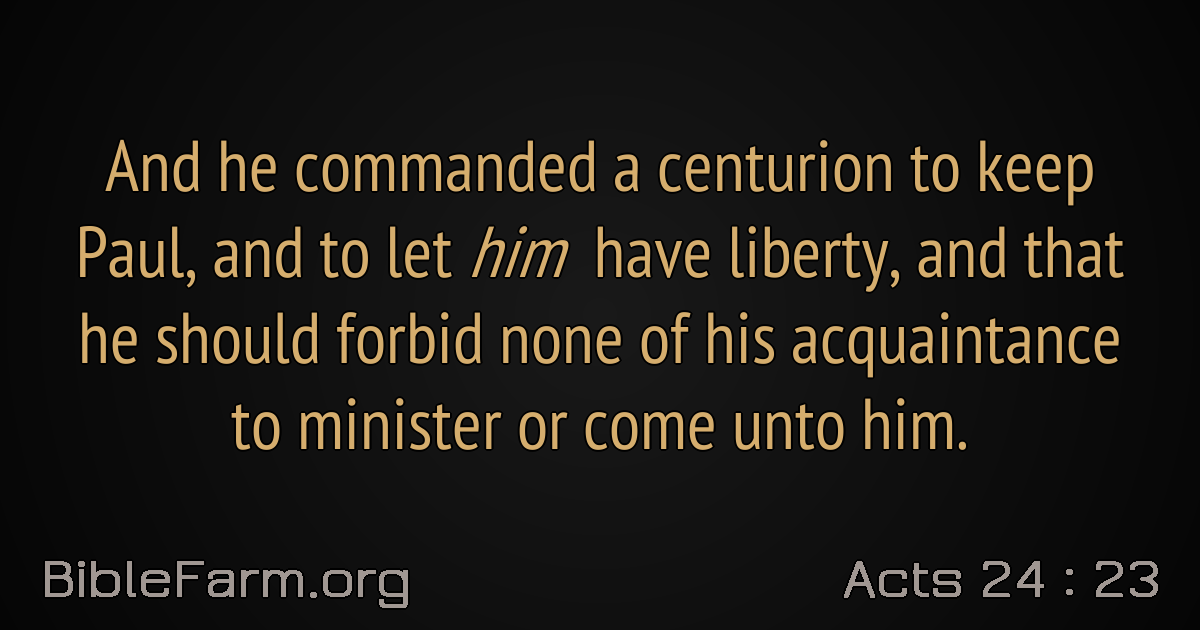 And he commanded a centurion to keep
Paul, and to let him have liberty, and that
he should forbid none of his acquaintance
to minister or come unto him.
BibleFarm.org
Acts 24 : 23